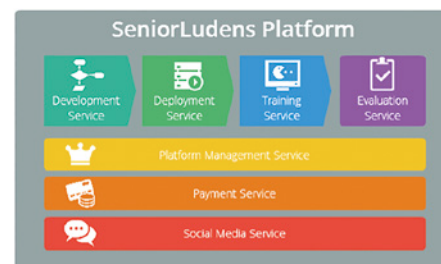 SeniorLudens Platform
Development
Service
Deployment
Service
Training
Service
Evaluation
Service
Platform Management Service
Payment Service
Social Media Service